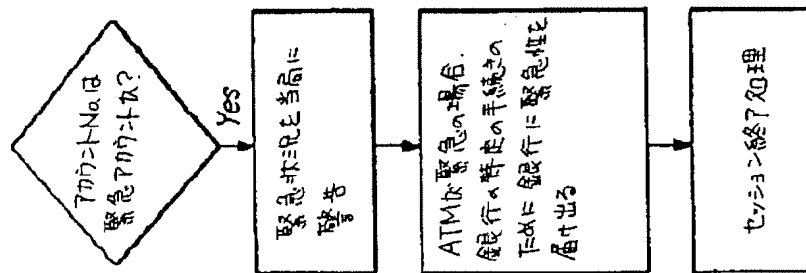 アカウントNo.は
緊急アカウントか?
Yes
緊急状況を当局に
警告
ATMが緊急の場合、
銀行の特定の手続きの
ために銀行に緊急性を
届け出る
セッション終了処理